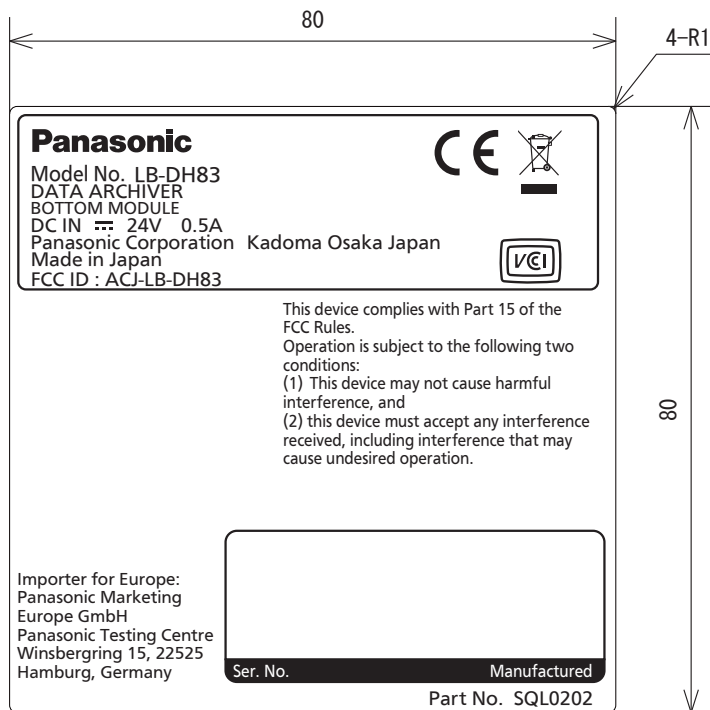 80
4-R1
Panasonic
CE
Model No. LB-DH83
DATA ARCHIVER
BOTTOM MODULE
DC IN ⎓ 24V 0.5A
Panasonic Corporation Kadoma Osaka Japan
Made in Japan
FCC ID : ACJ-LB-DH83
VCI
This device complies with Part 15 of the
FCC Rules.
Operation is subject to the following two
conditions:
(1) This device may not cause harmful
interference, and
(2) this device must accept any interference
received, including interference that may
cause undesired operation.
80
Importer for Europe:
Panasonic Marketing
Europe GmbH
Panasonic Testing Centre
Winsbergring 15, 22525
Hamburg, Germany
Ser. No. Manufactured
Part No. SQL0202